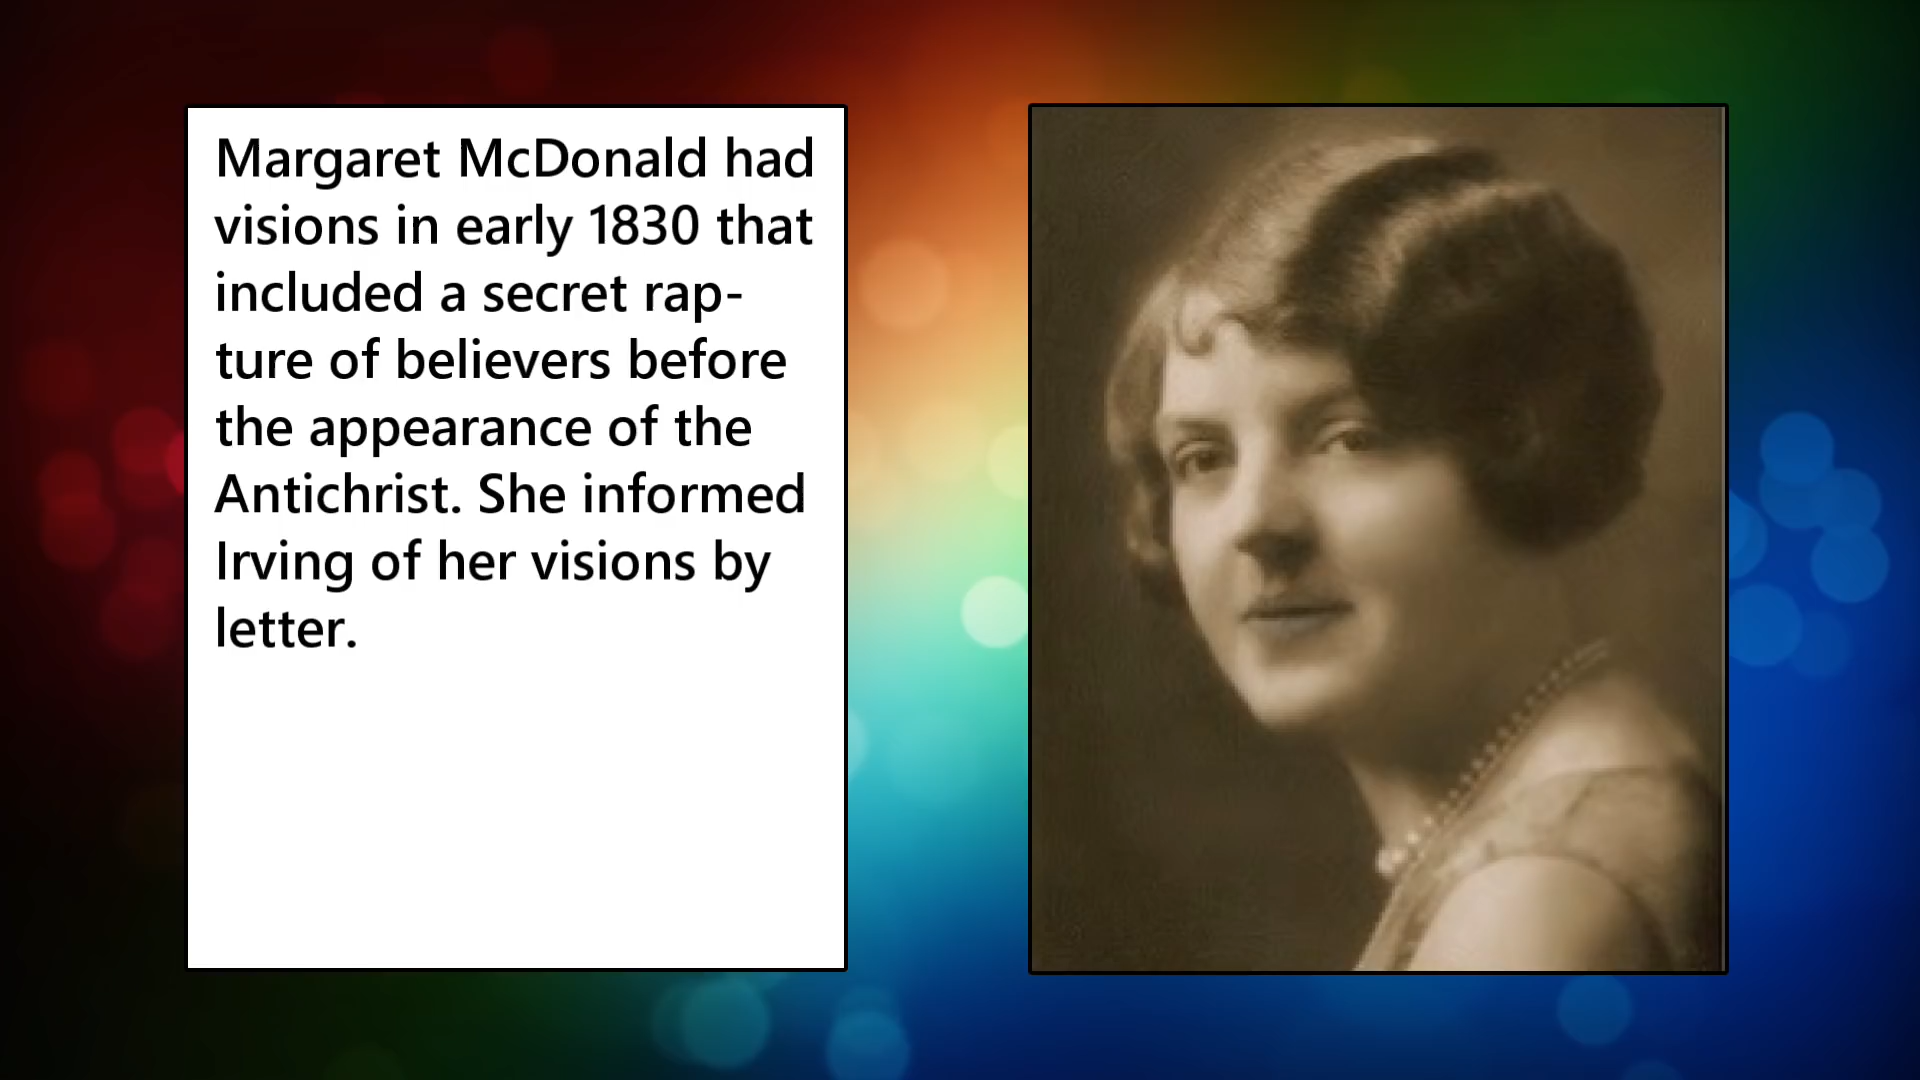 Margaret McDonald had
visions in early 1830 that
included a secret rap-
ture of believers before
the appearance of the
Antichrist. She informed
Irving of her visions by
letter.